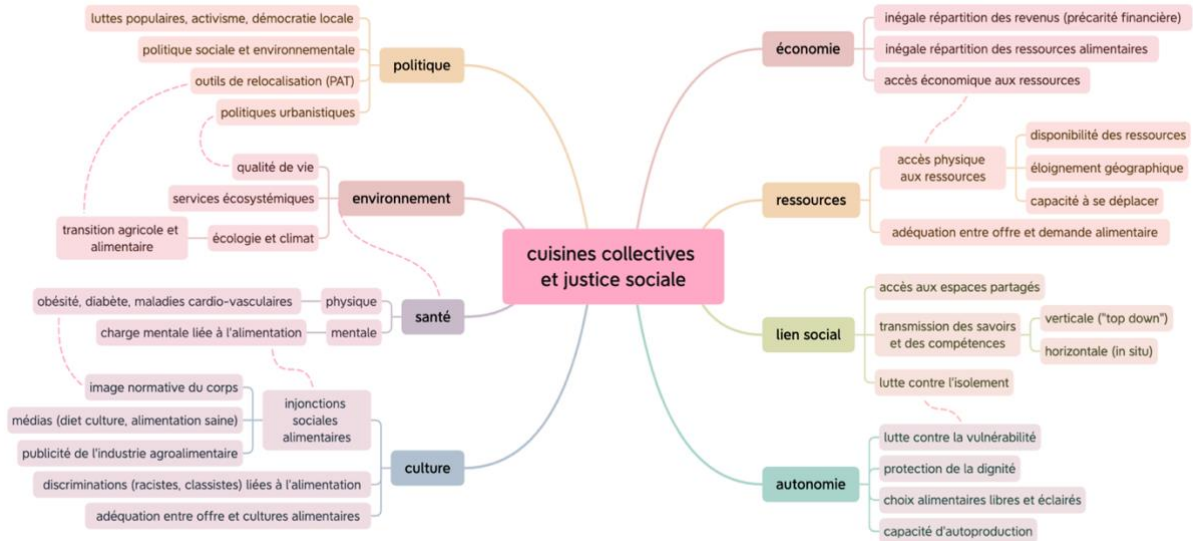 cuisines collectives
et justice sociale
politique
luttes populaires, activisme, démocratie locale
politique sociale et environnementale
outils de relocalisation (PAT)
politiques urbanistiques
environnement
qualité de vie
services écosystémiques
écologie et climat
transition agricole et
alimentaire
santé
physique
obésité, diabète, maladies cardio-vasculaires
mentale
charge mentale liée à l'alimentation
culture
injonctions
sociales
alimentaires
image normative du corps
médias (diet culture, alimentation saine)
publicité de l'industrie agroalimentaire
discriminations (racistes, classistes) liées à l'alimentation
adéquation entre offre et cultures alimentaires
économie
inégale répartition des revenus (précarité financière)
inégale répartition des ressources alimentaires
accès économique aux ressources
ressources
accès physique
aux ressources
disponibilité des ressources
éloignement géographique
capacité à se déplacer
adéquation entre offre et demande alimentaire
lien social
accès aux espaces partagés
transmission des savoirs
et des compétences
verticale ("top down")
horizontale (in situ)
lutte contre l'isolement
autonomie
lutte contre la vulnérabilité
protection de la dignité
choix alimentaires libres et éclairés
capacité d'autoproduction